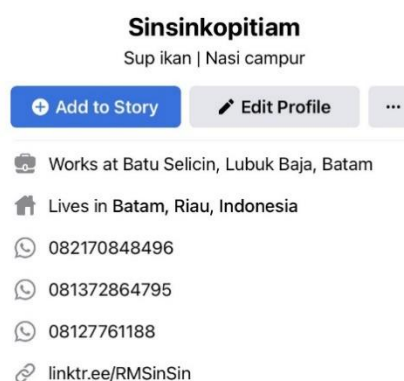 Sinsinkopitiam
Sup ikan | Nasi campur
Add to Story
Edit Profile
Works at Batu Selicin, Lubuk Baja, Batam
Lives in Batam, Riau, Indonesia
082170848496
081372864795
08127761188
linktr.ee/RMSinSin